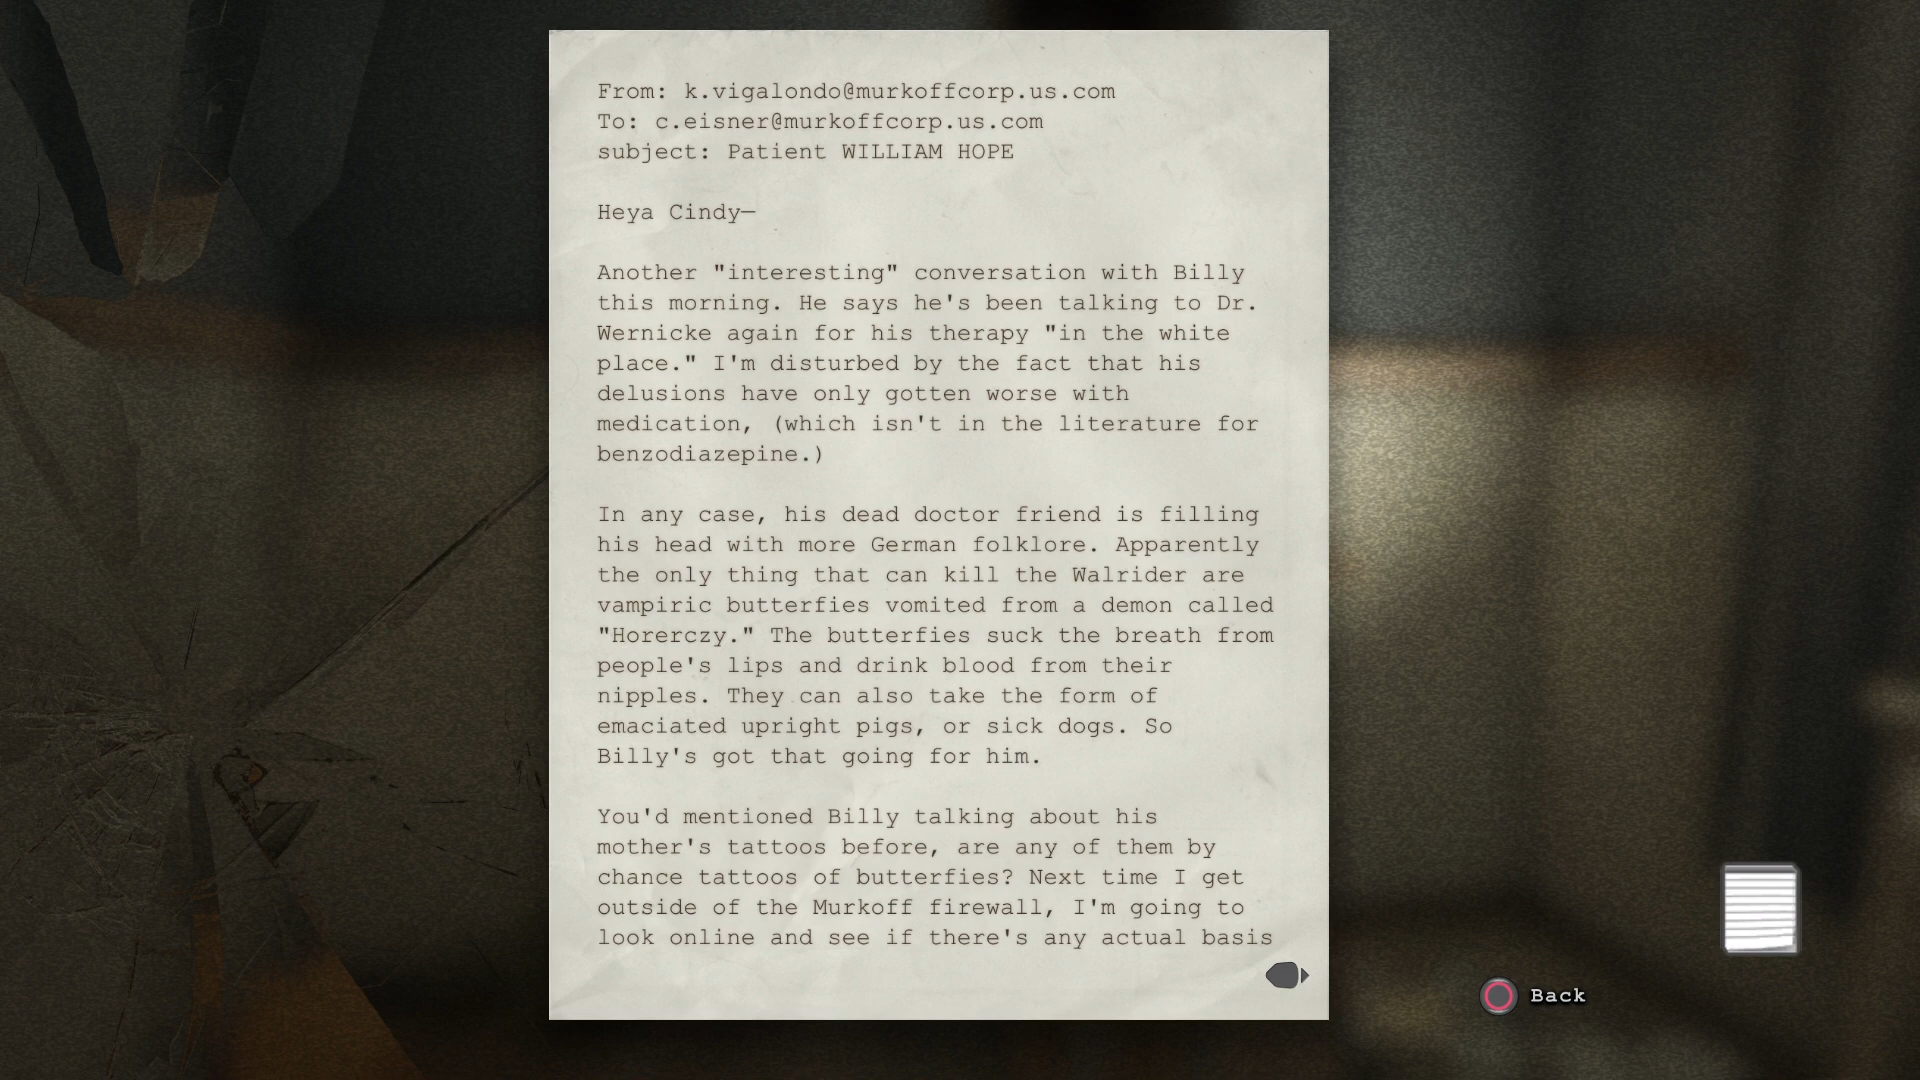 From: k.vigalondo@murkoffcorp.us.com
To: c.eisner@murkoffcorp.us.com
subject: Patient WILLIAM HOPE
Heya Cindy—
Another "interesting" conversation with Billy
this morning. He says he's been talking to Dr.
Wernicke again for his therapy "in the white
place." I'm disturbed by the fact that his
delusions have only gotten worse with
medication, (which isn't in the literature for
benzodiazepine.)
In any case, his dead doctor friend is filling
his head with more German folklore. Apparently
the only thing that can kill the Walrider are
vampiric butterfies vomited from a demon called
"Horerczy." The butterfies suck the breath from
people's lips and drink blood from their
nipples. They can also take the form of
emaciated upright pigs, or sick dogs. So
Billy's got that going for him.
You'd mentioned Billy talking about his
mother's tattoos before, are any of them by
chance tattoos of butterfies? Next time I get
outside of the Murkoff firewall, I'm going to
look online and see if there's any actual basis
Back